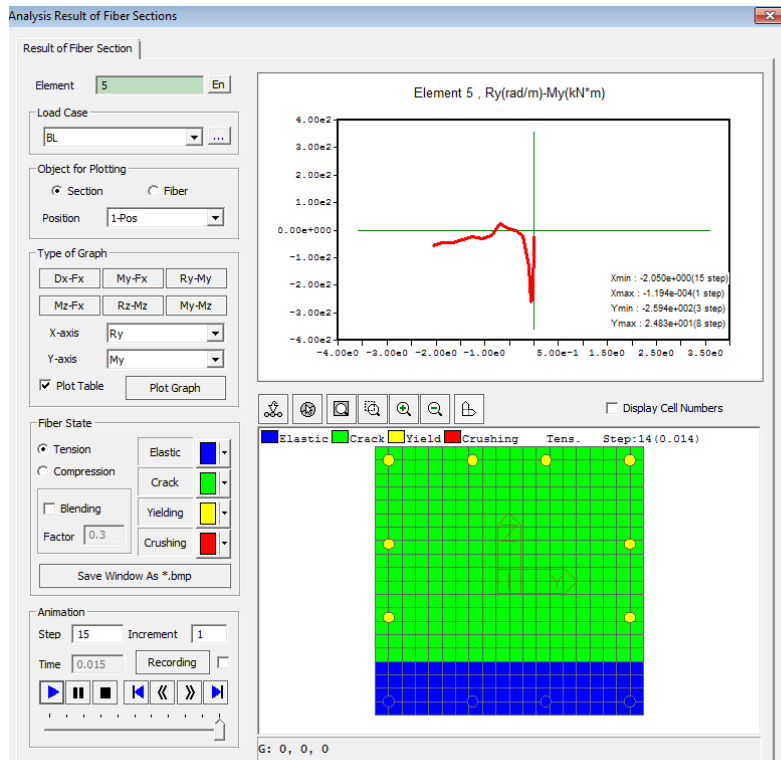 Analysis Result of Fiber Sections
Result of Fiber Section
Element 5 En
Load Case
BL ...
Object for Plotting
Section Fiber
Position 1-Pos
Type of Graph
Dx-Fx My-Fx Ry-My
Mz-Fx Rz-Mz My-Mz
X-axis Ry
Y-axis My
Plot Table Plot Graph
Fiber State
Tension Elastic
Compression Crack
Blending Yielding
Factor 0.3 Crushing
Save Window As *.bmp
Animation
Step 15 Increment 1
Time 0.015 Recording
Element 5 , Ry(rad/m)-My(kN*m)
4.00e2
3.00e2
2.00e2
1.00e2
0.00e+000
-1.00e2
-2.00e2
-3.00e2
-4.00e2
Xmin : -2.050e+000(15 step)
Xmax : -1.194e-004(1 step)
Ymin : -2.594e+002(3 step)
Ymax : 2.483e+001(8 step)
-4.00e0 -3.00e0 -2.00e0 -1.00e0 5.00e-1 1.50e0 2.50e0 3.50e0
Display Cell Numbers
Elastic Crack Yield Crushing Tens. Step:14(0.014)
Z
Y
G: 0, 0, 0